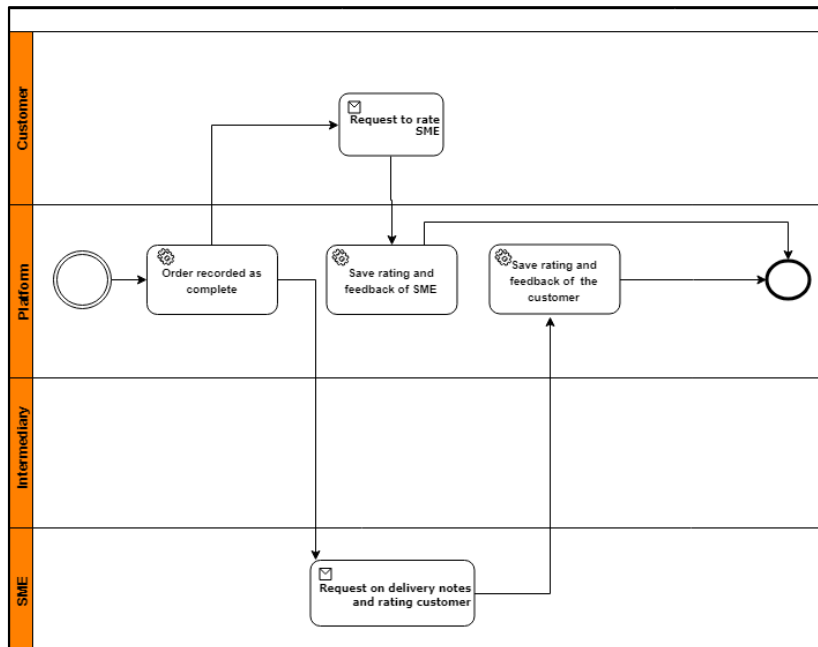 Customer
Request to rate
SME
Platform
Order recorded as
complete
Save rating and
feedback of SME
Save rating and
feedback of the
customer
Intermediary
SME
Request on delivery notes
and rating customer